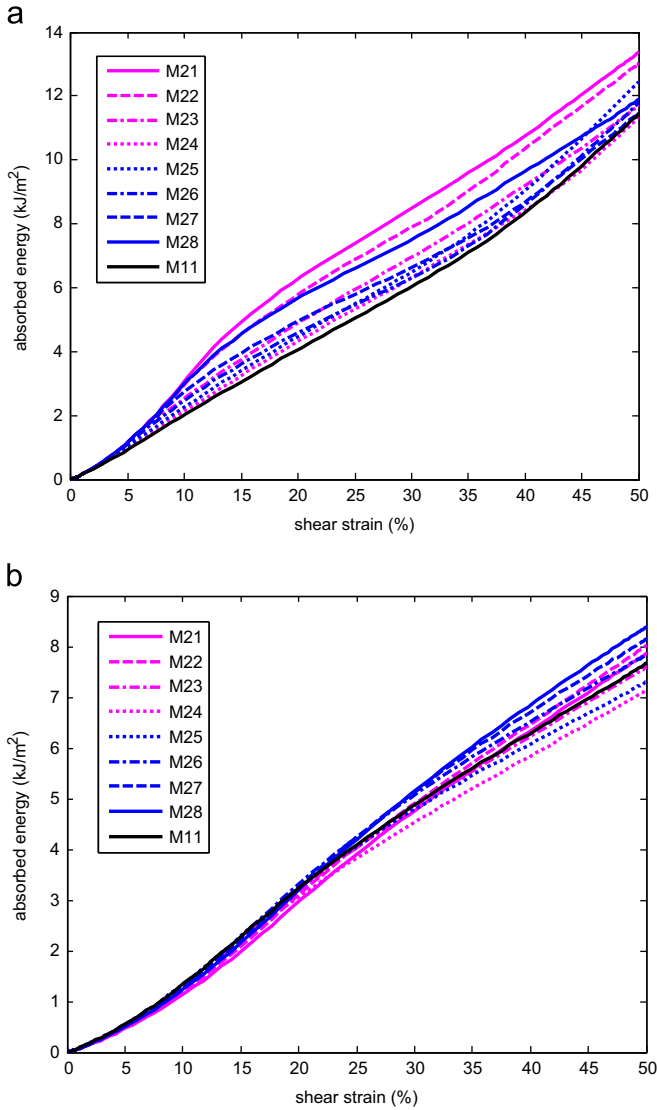 a
14
12
10
8
6
4
2
0
absorbed energy (kJ/m²)
M21
M22
M23
M24
M25
M26
M27
M28
M11
0 5 10 15 20 25 30 35 40 45 50
shear strain (%)
b
9
8
7
6
5
4
3
2
1
0
absorbed energy (kJ/m²)
M21
M22
M23
M24
M25
M26
M27
M28
M11
0 5 10 15 20 25 30 35 40 45 50
shear strain (%)